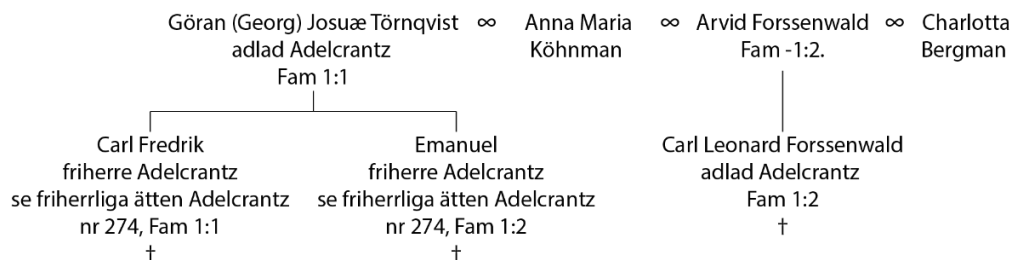 Göran (Georg) Josuæ Törnqvist ∞ Anna Maria ∞ Arvid Forssenwald ∞ Charlotta
adlad Adelcrantz Köhnman Fam -1:2. Bergman
Fam 1:1
Carl Fredrik Emanuel Carl Leonard Forssenwald
friherre Adelcrantz friherre Adelcrantz adlad Adelcrantz
se friherrliga ätten Adelcrantz se friherrliga ätten Adelcrantz Fam 1:2
nr 274, Fam 1:1 nr 274, Fam 1:2 †
† †